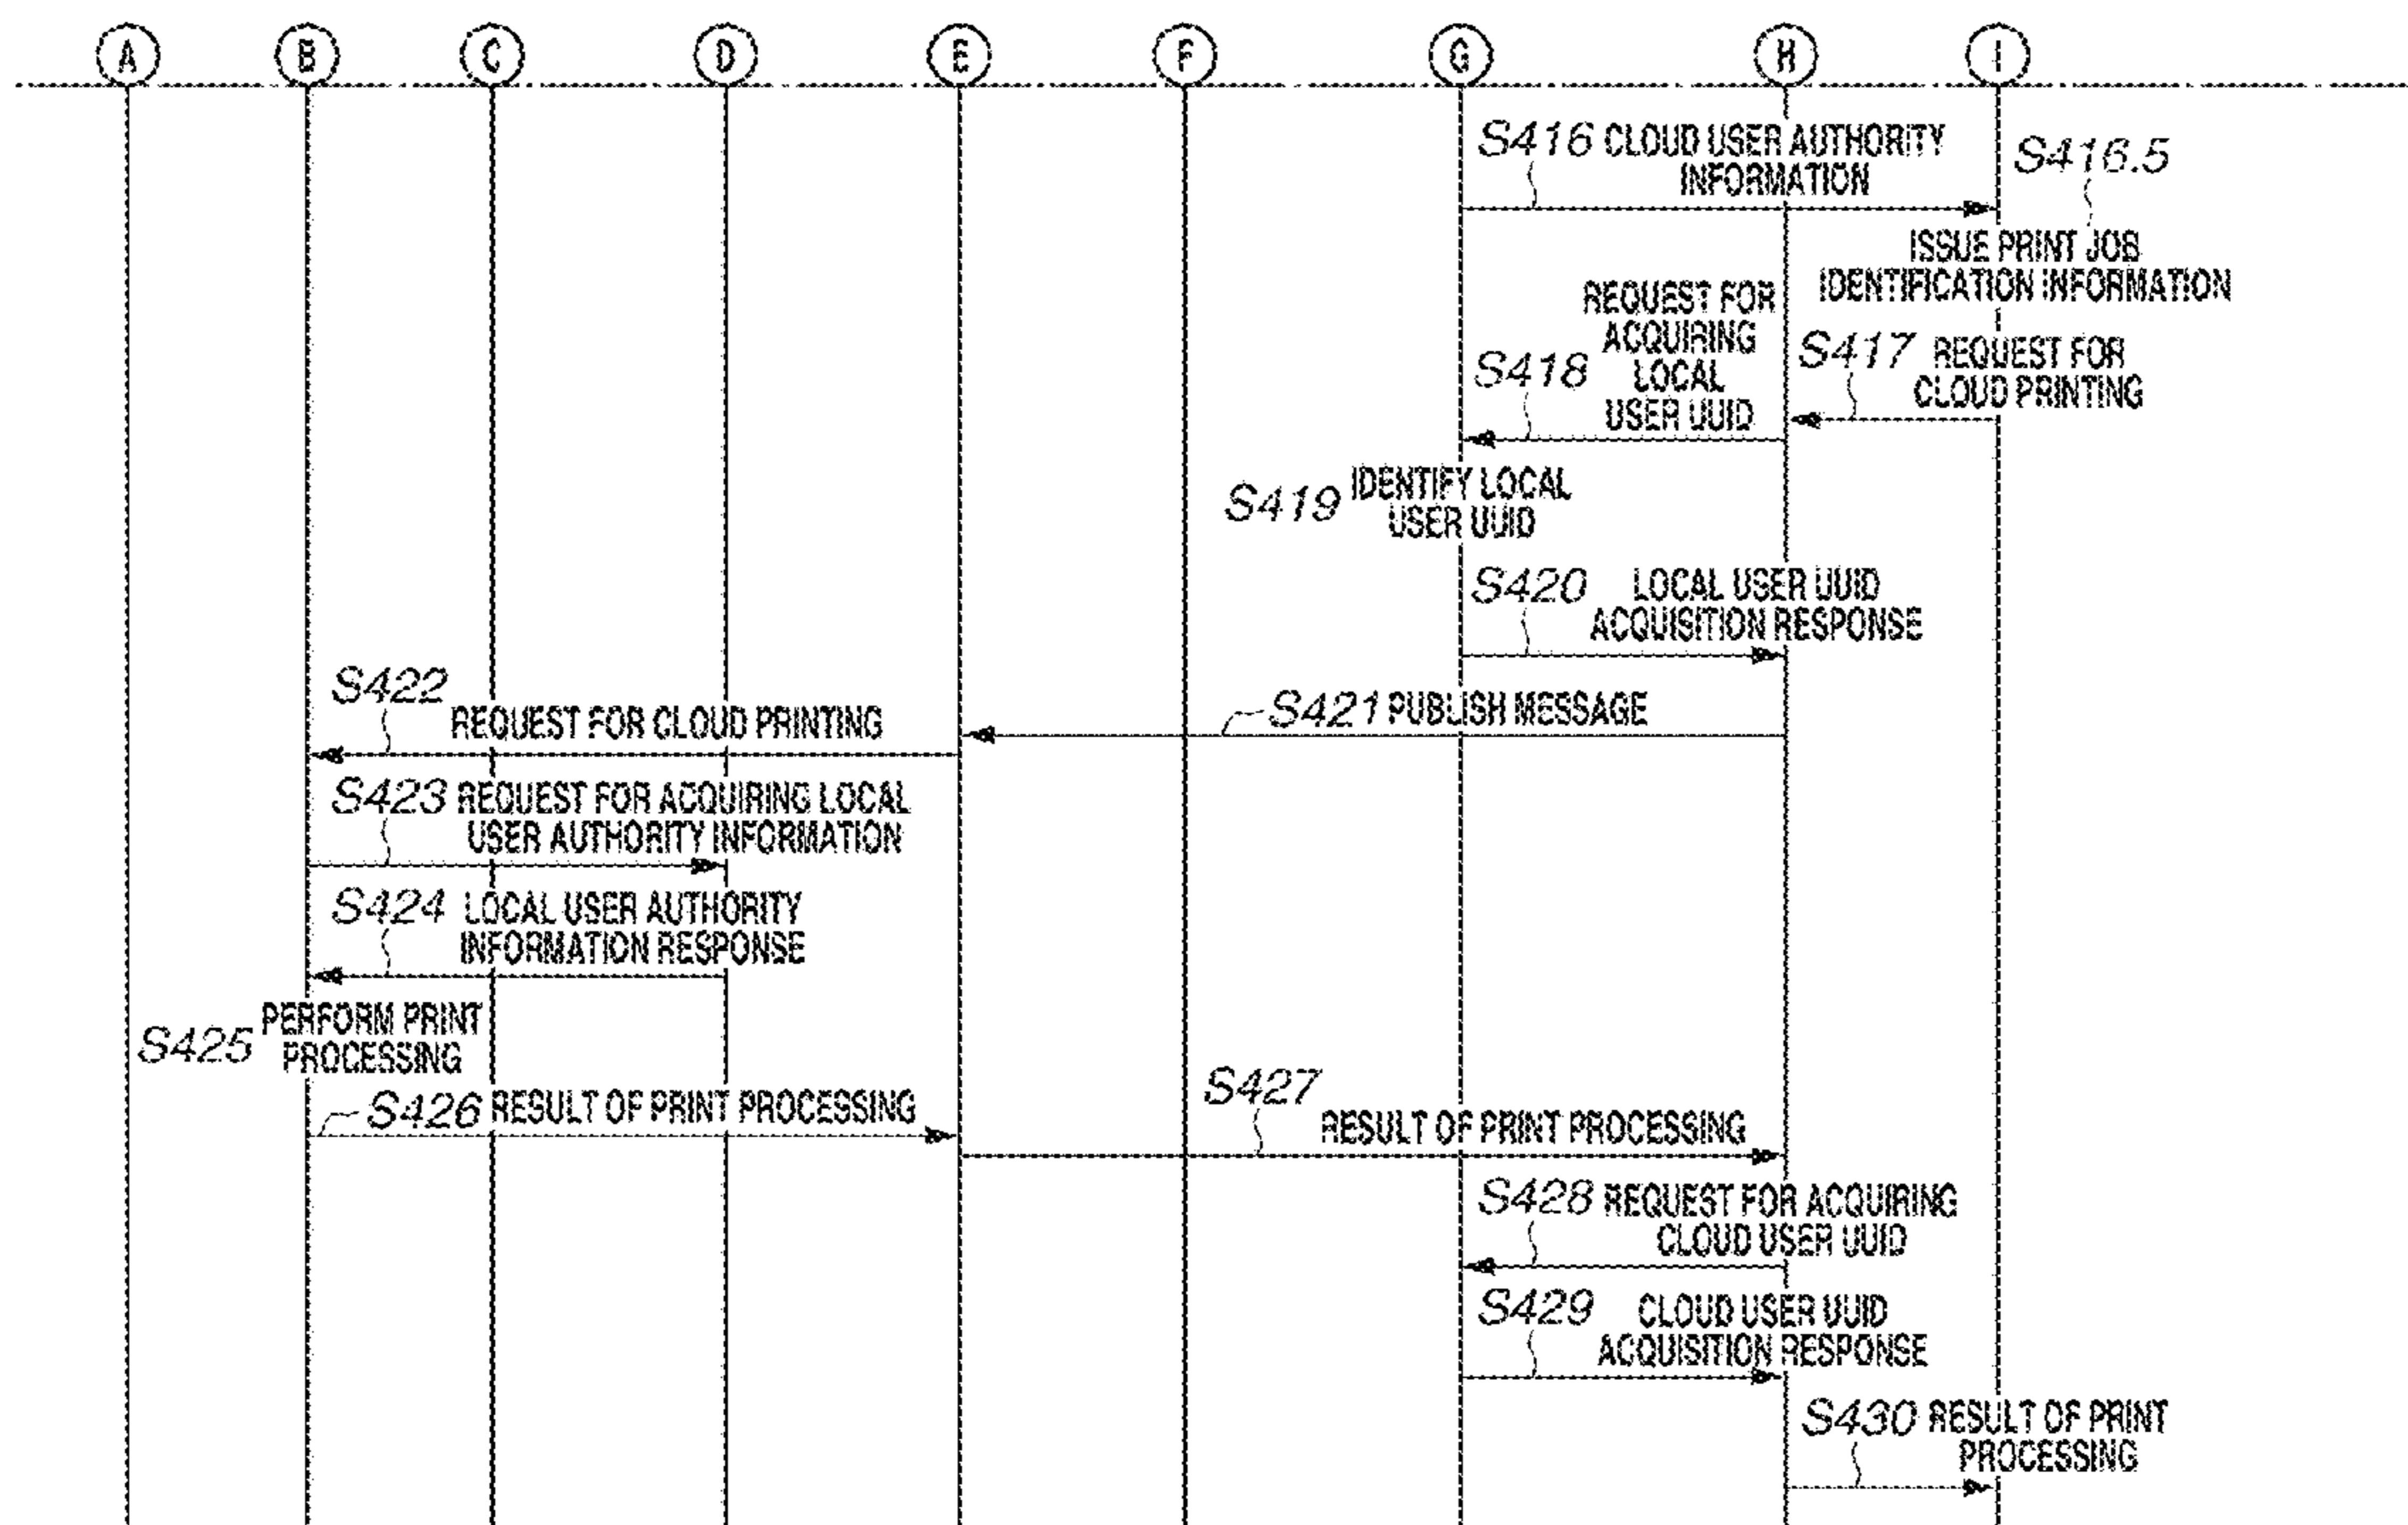 A B C D E F G H I
S416 CLOUD USER AUTHORITY
INFORMATION
S416.5
ISSUE PRINT JOB
IDENTIFICATION INFORMATION
S417 REQUEST FOR
CLOUD PRINTING
REQUEST FOR
ACQUIRING
S418 LOCAL
USER UUID
S419 IDENTIFY LOCAL
USER UUID
S420 LOCAL USER UUID
ACQUISITION RESPONSE
S421 PUBLISH MESSAGE
S422
REQUEST FOR CLOUD PRINTING
S423 REQUEST FOR ACQUIRING LOCAL
USER AUTHORITY INFORMATION
S424 LOCAL USER AUTHORITY
INFORMATION RESPONSE
S425 PERFORM PRINT
PROCESSING
S426 RESULT OF PRINT PROCESSING
S427
RESULT OF PRINT PROCESSING
S428 REQUEST FOR ACQUIRING
CLOUD USER UUID
S429 CLOUD USER UUID
ACQUISITION RESPONSE
S430 RESULT OF PRINT
PROCESSING